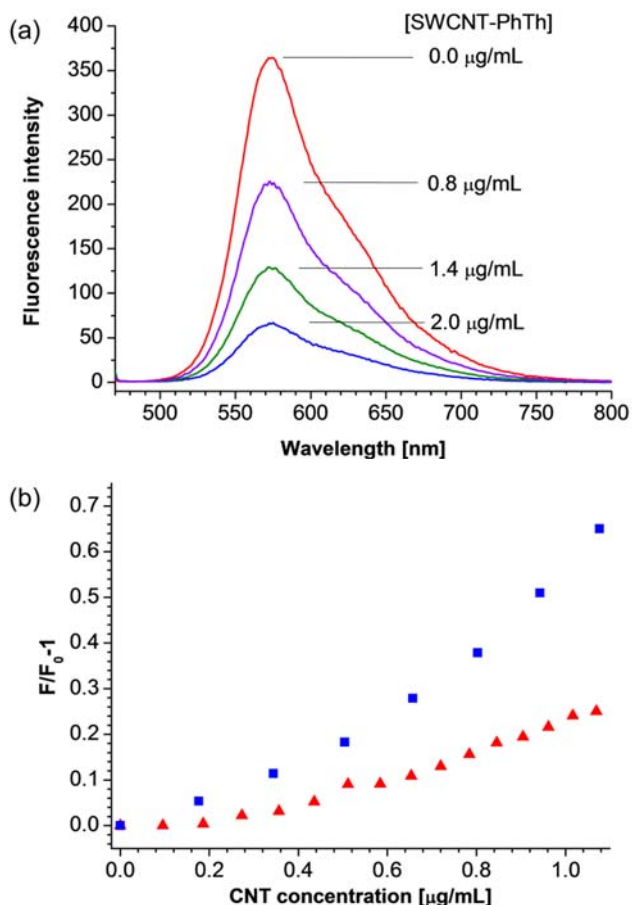 (a)
[SWCNT-PhTh]
0.0 μg/mL
0.8 μg/mL
1.4 μg/mL
2.0 μg/mL
Fluorescence intensity
400
350
300
250
200
150
100
50
0
500 550 600 650 700 750 800
Wavelength [nm]
(b)
F/F₀-1
0.7
0.6
0.5
0.4
0.3
0.2
0.1
0.0
0.0 0.2 0.4 0.6 0.8 1.0
CNT concentration [μg/mL]